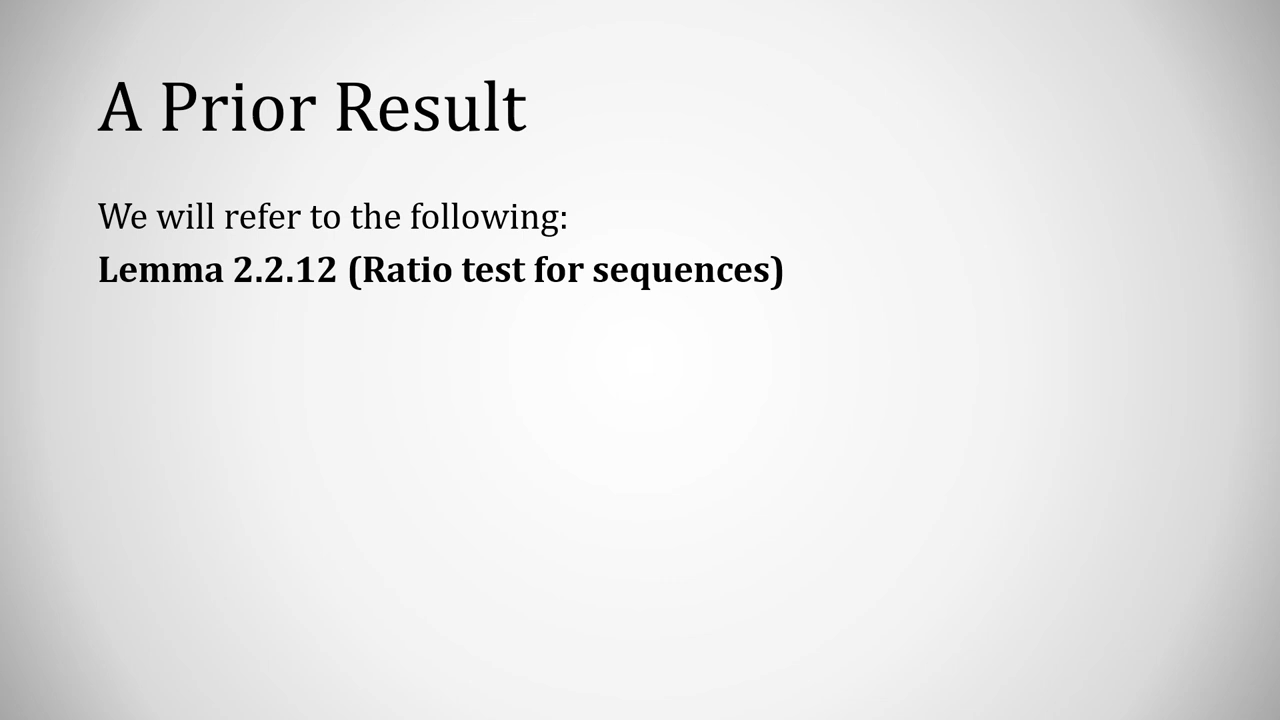 A Prior Result
We will refer to the following:
Lemma 2.2.12 (Ratio test for sequences)